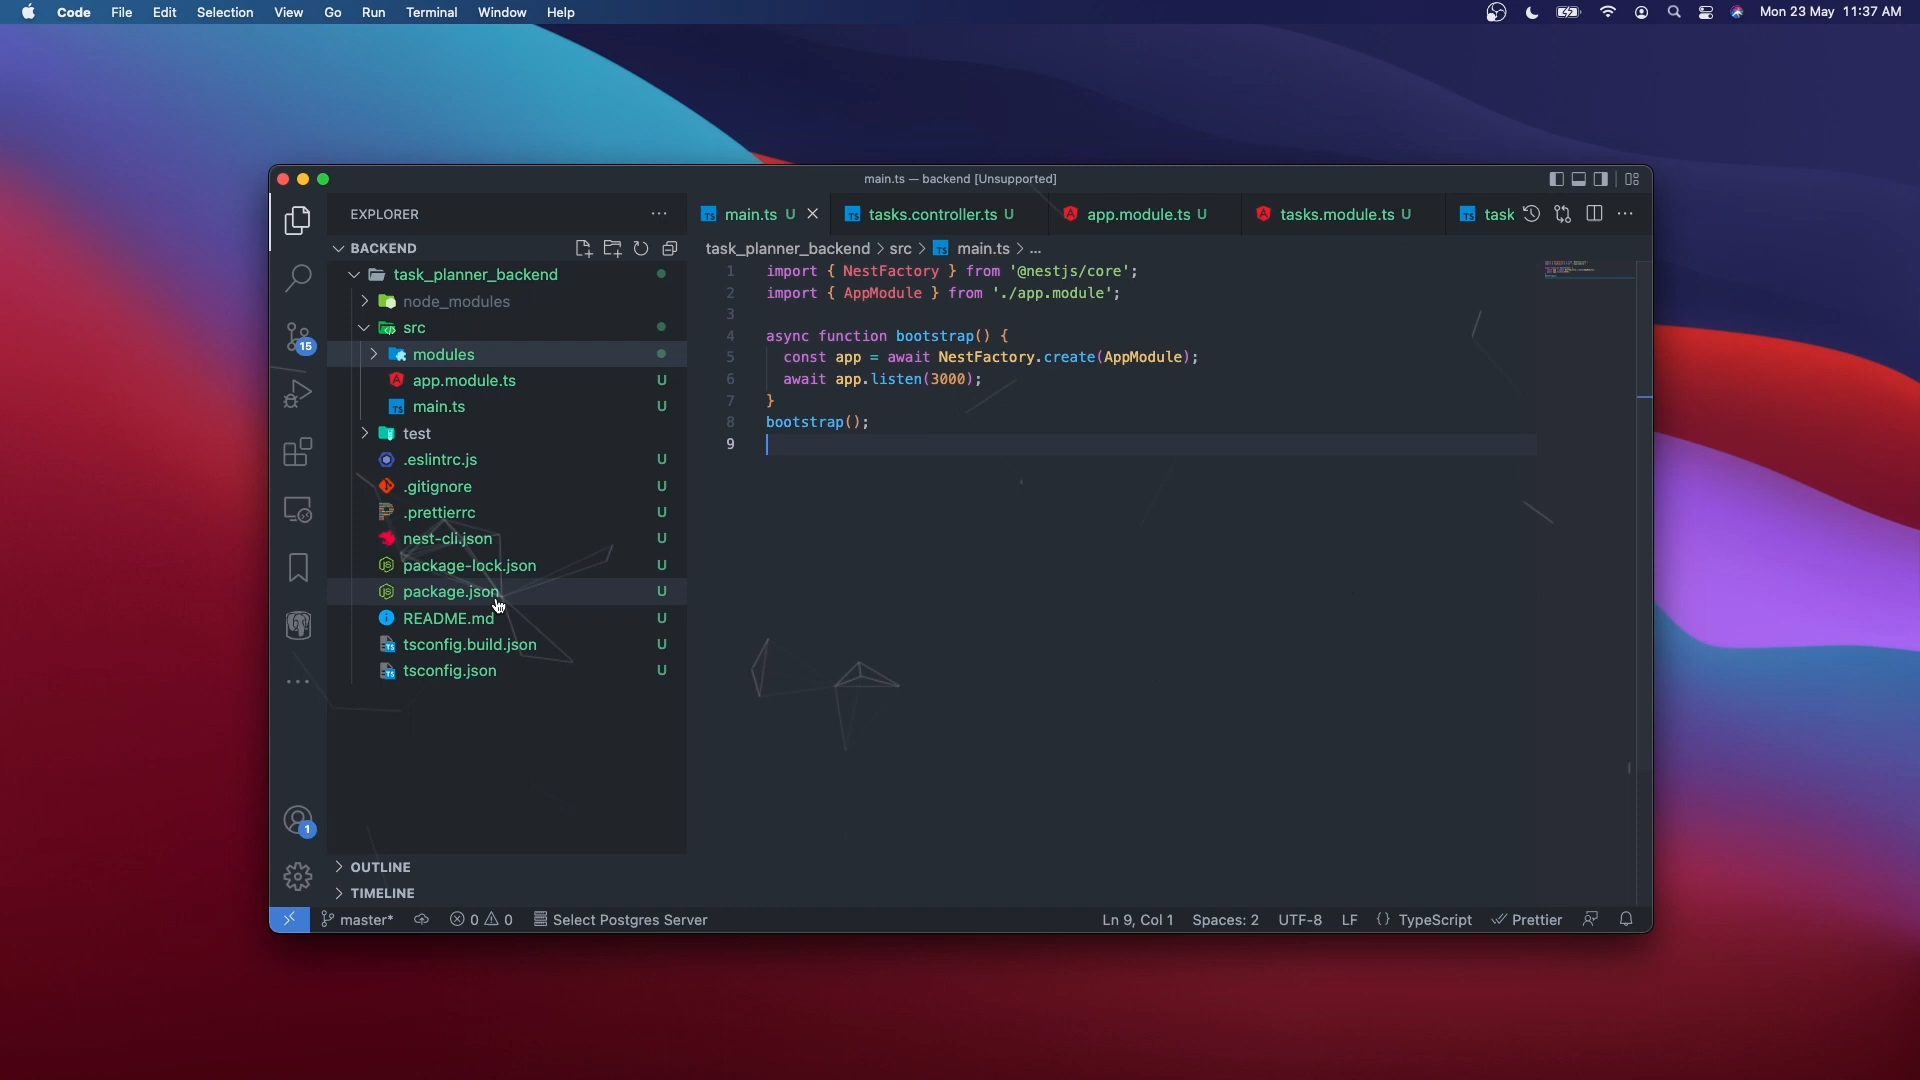 Code File Edit Selection View Go Run Terminal Window Help
Mon 23 May 11:37 AM
main.ts — backend [Unsupported]
EXPLORER
main.ts U
tasks.controller.ts U
app.module.ts U
tasks.module.ts U
task
BACKEND
task_planner_backend > src > TS main.ts > ...
task_planner_backend
node_modules
src
modules
app.module.ts U
main.ts U
test
.eslintrc.js U
.gitignore U
.prettierrc U
nest-cli.json U
package-lock.json U
package.json U
README.md U
tsconfig.build.json U
tsconfig.json U
1 import { NestFactory } from '@nestjs/core';
2 import { AppModule } from './app.module';
3
4 async function bootstrap() {
5 const app = await NestFactory.create(AppModule);
6 await app.listen(3000);
7 }
8 bootstrap();
9
15
1
OUTLINE
TIMELINE
master* 0 0 Select Postgres Server
Ln 9, Col 1 Spaces: 2 UTF-8 LF {} TypeScript Prettier